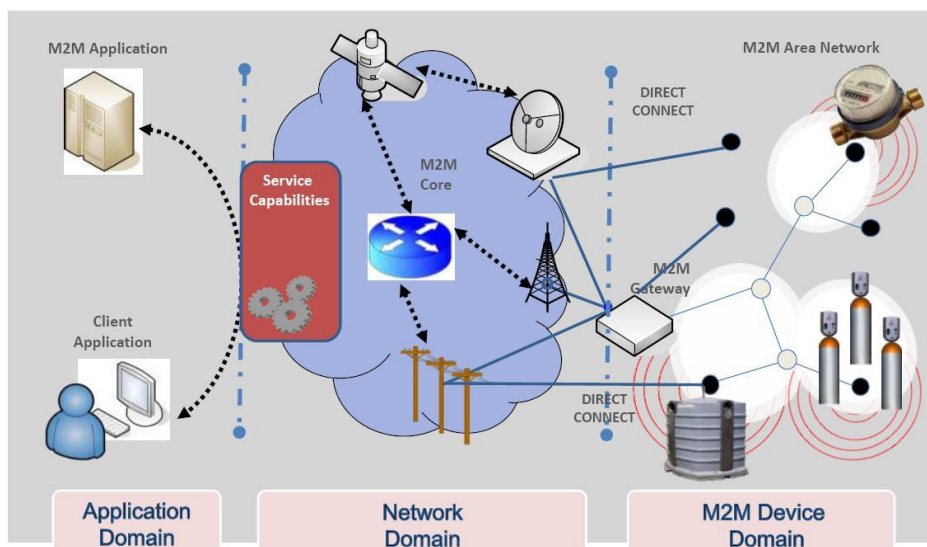 M2M Application
M2M Area Network
DIRECT
CONNECT
M2M
Core
Service
Capabilities
M2M
Gateway
Client
Application
DIRECT
CONNECT
Application
Domain
Network
Domain
M2M Device
Domain